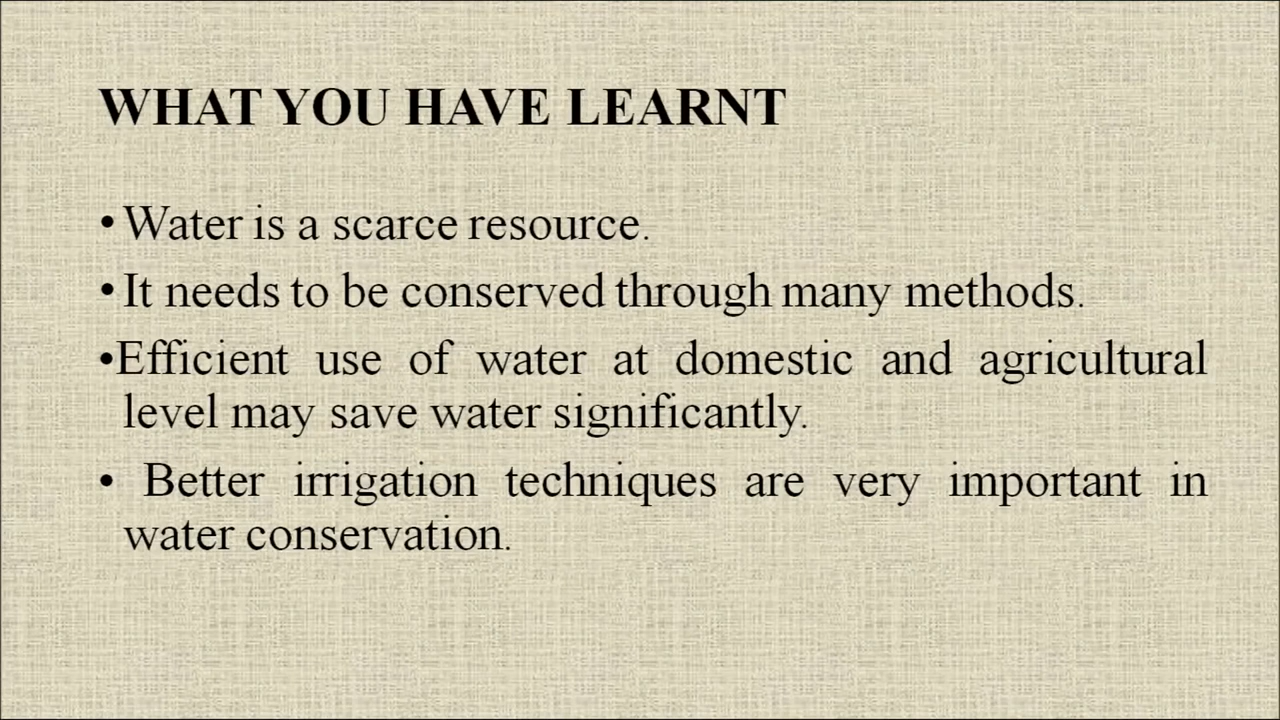 WHAT YOU HAVE LEARNT
• Water is a scarce resource.
• It needs to be conserved through many methods.
•Efficient use of water at domestic and agricultural
level may save water significantly.
• Better irrigation techniques are very important in
water conservation.